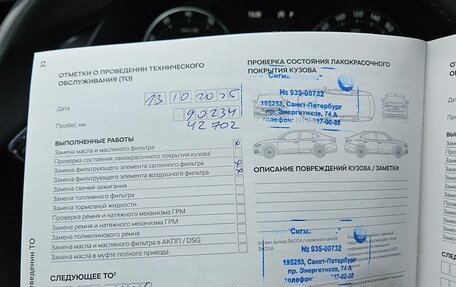 22
ОТМЕТКИ О ПРОВЕДЕНИИ ТЕХНИЧЕСКОГО
ОБСЛУЖИВАНИЯ (ТО)
Дата
13 10 2025
Пробег, км
90234
42702
ВЫПОЛНЕННЫЕ РАБОТЫ
Замена масла и масляного фильтра
Проверка состояния лакокрасочного покрытия кузова
Замена фильтрующего элемента салонного фильтра
Замена фильтрующего элемента воздушного фильтра
Замена свечей зажигания
Замена топливного фильтра
Замена тормозной жидкости
Проверка ремня и натяжного механизма ГРМ
Замена ремня и натяжного механизма ГРМ
Замена поликлинового ремня
Замена масла и масляного фильтра в АКПП / DSG
Замена масла в муфте полного привода
СЛЕДУЮЩЕЕ ТО²
ПРОВЕРКА СОСТОЯНИЯ ЛАКОКРАСОЧНОГО
ПОКРЫТИЯ КУЗОВА
№ 935-00732
195253, Санкт-Петербург
пр. Энергетиков, 74 А
ОПИСАНИЕ ПОВРЕЖДЕНИЙ КУЗОВА / ЗАМЕТКИ
№ 935-00732
195253, Санкт-Петербург
пр. Энергетиков, 74 А
SKODA